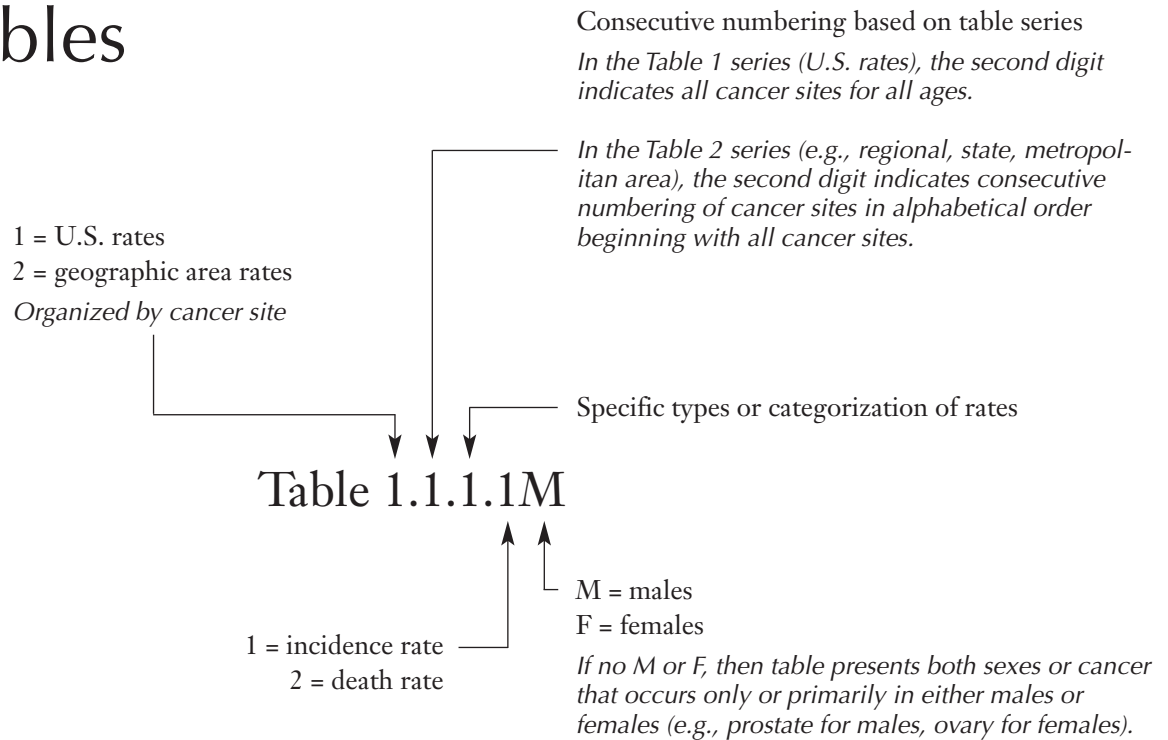 bles
Consecutive numbering based on table series
In the Table 1 series (U.S. rates), the second digit
indicates all cancer sites for all ages.
In the Table 2 series (e.g., regional, state, metropol-
itan area), the second digit indicates consecutive
numbering of cancer sites in alphabetical order
beginning with all cancer sites.
1 = U.S. rates
2 = geographic area rates
Organized by cancer site
Specific types or categorization of rates
Table 1.1.1.1M
M = males
F = females
If no M or F, then table presents both sexes or cancer
that occurs only or primarily in either males or
females (e.g., prostate for males, ovary for females).
1 = incidence rate
2 = death rate